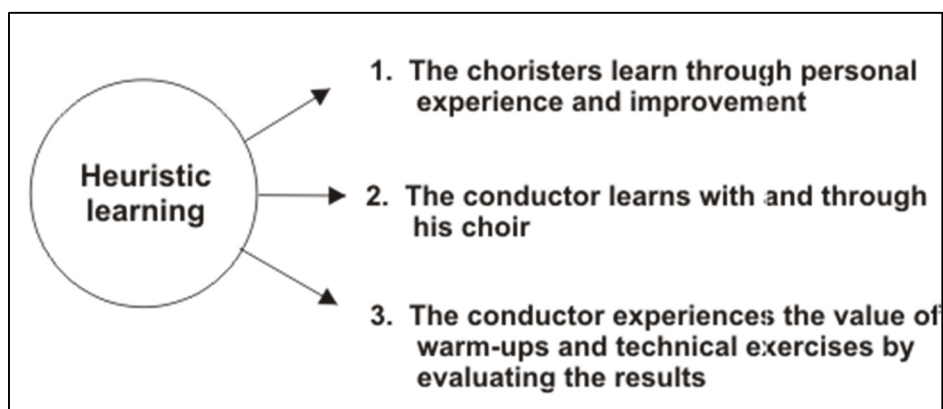 Heuristic
learning
1. The choristers learn through personal
experience and improvement
2. The conductor learns with and through
his choir
3. The conductor experiences the value of
warm-ups and technical exercises by
evaluating the results